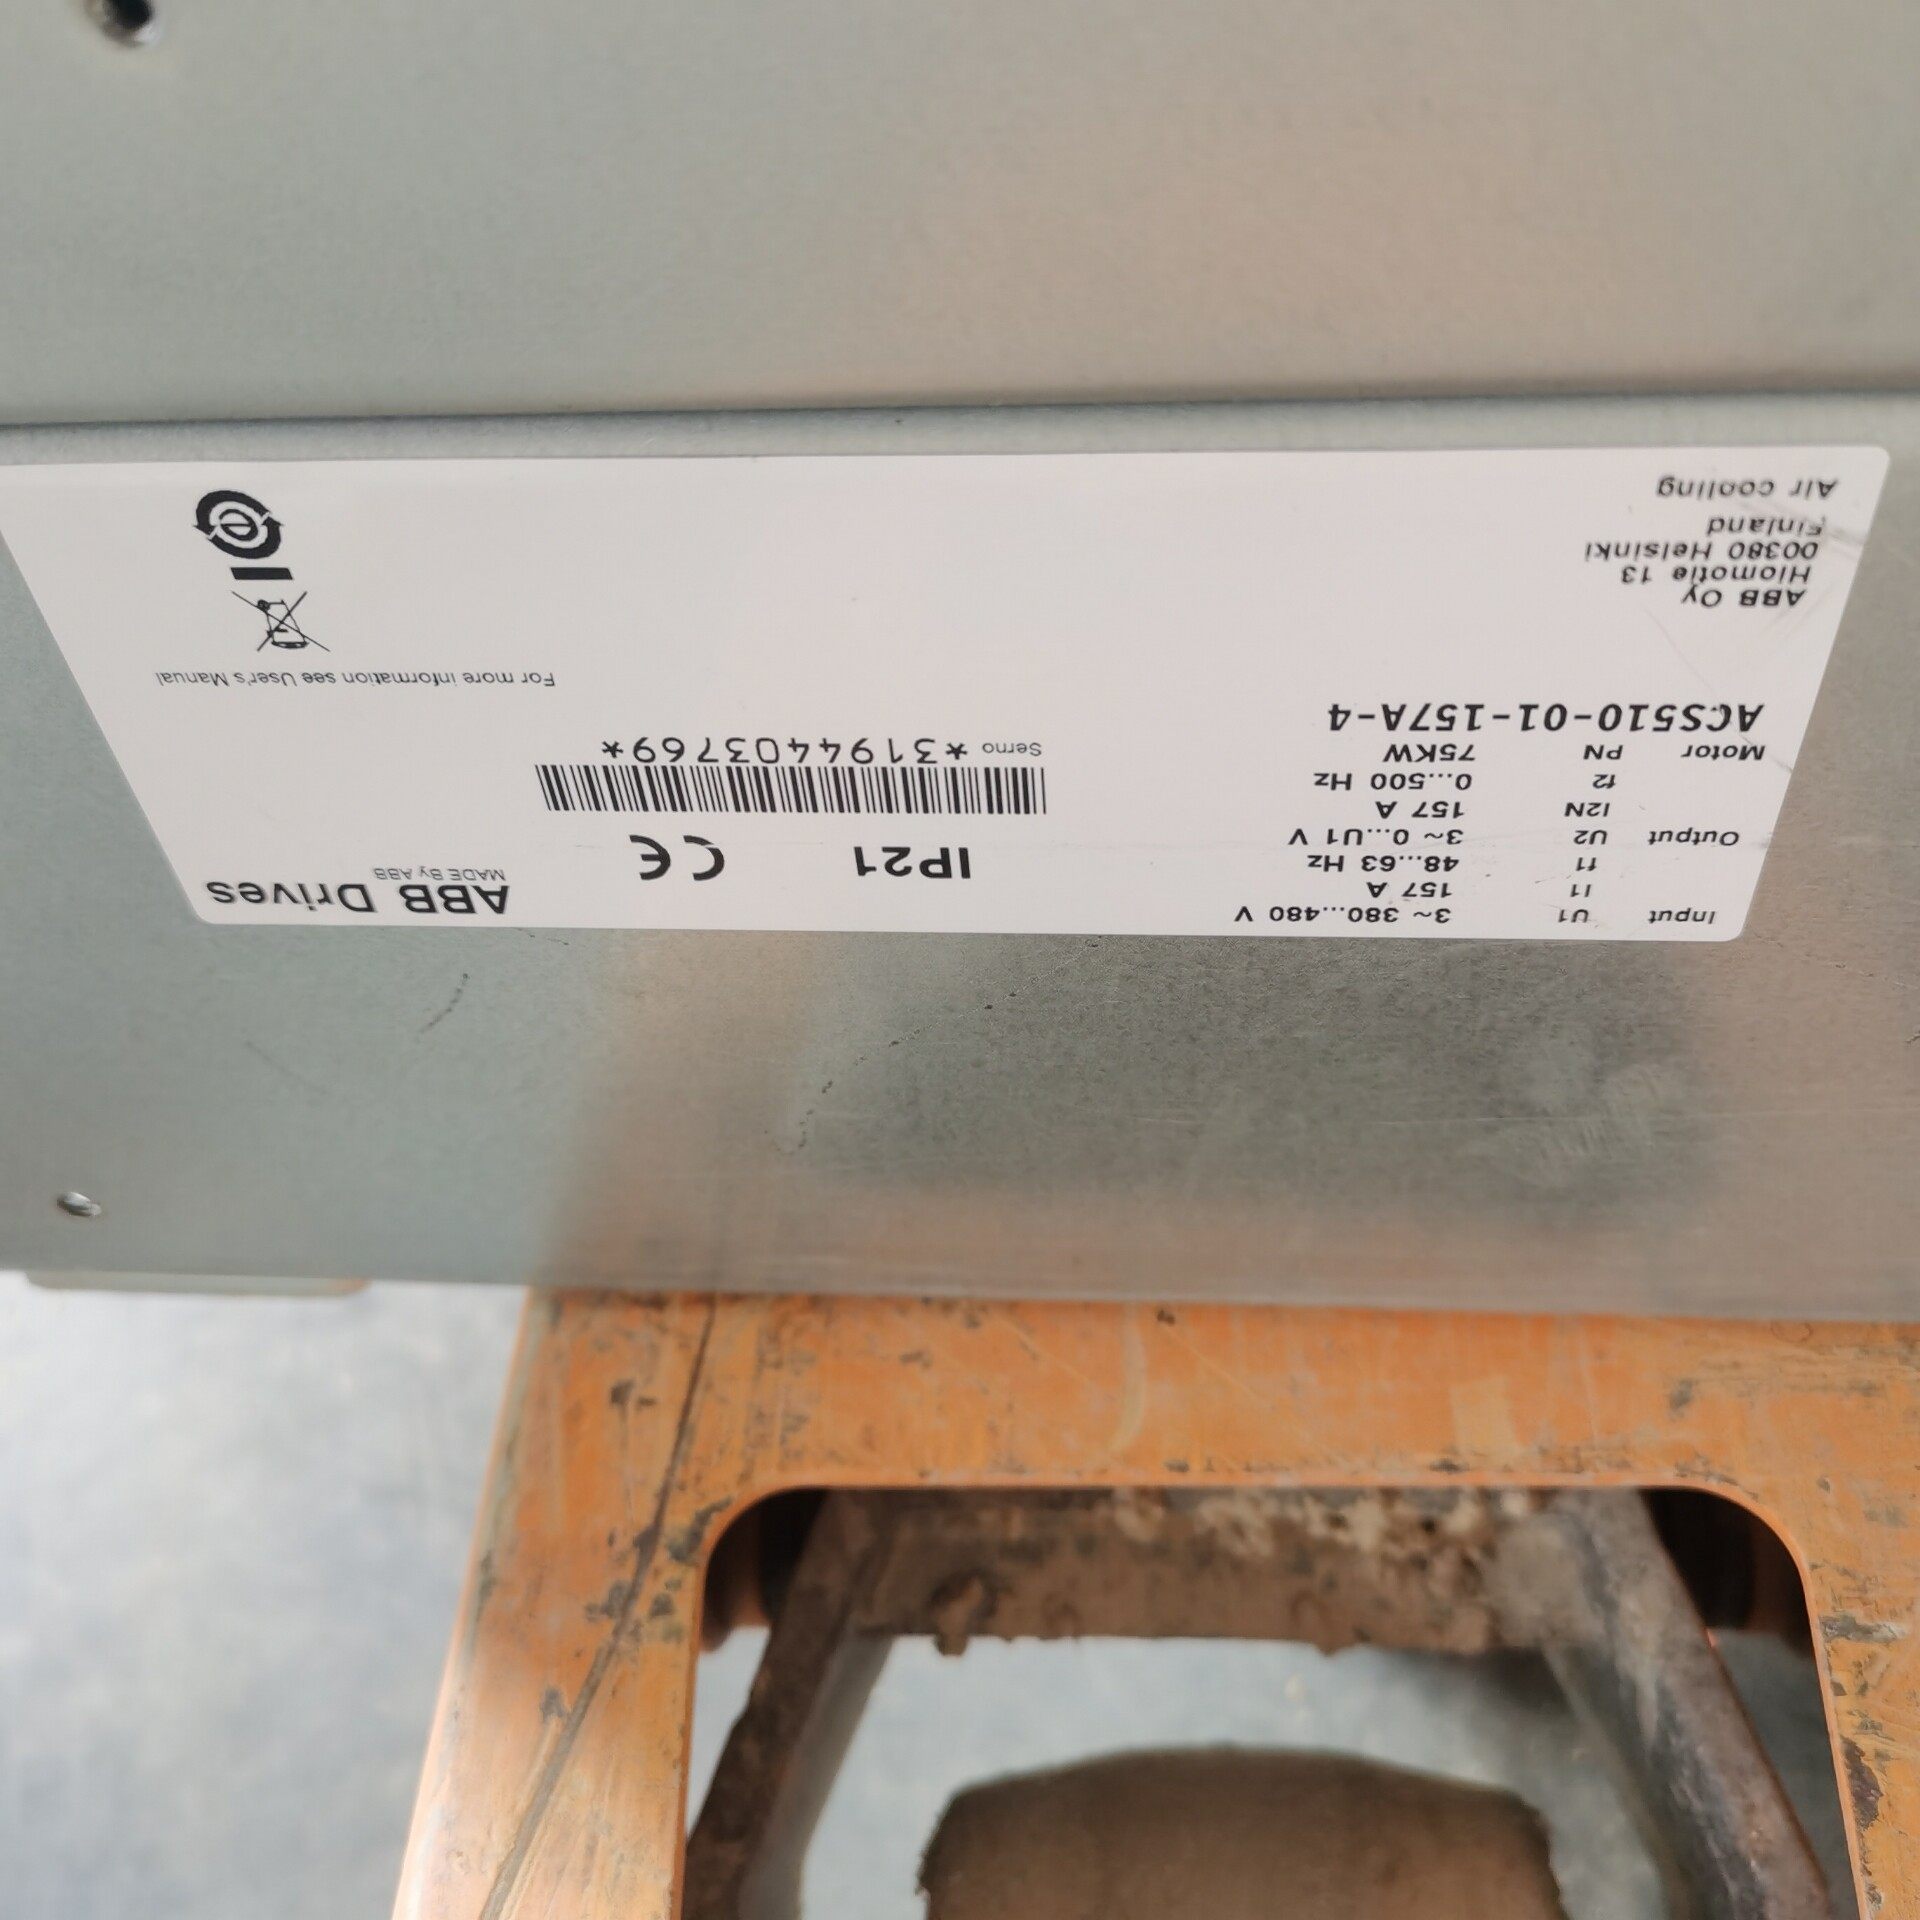 ABB Oy
Hiomotie 13
00380 Helsinki
Finland
Air cooling
ACS510-01-157A-4
Input U1 3~ 380...480 V
I1 157 A
f1 48...63 Hz
Output U2 3~ 0...U1 V
I2N 157 A
f2 0...500 Hz
Motor PN 75KW
IP21 CE
Serno *3194403769*
ABB Drives
MADE By ABB
For more information see User's Manual
e